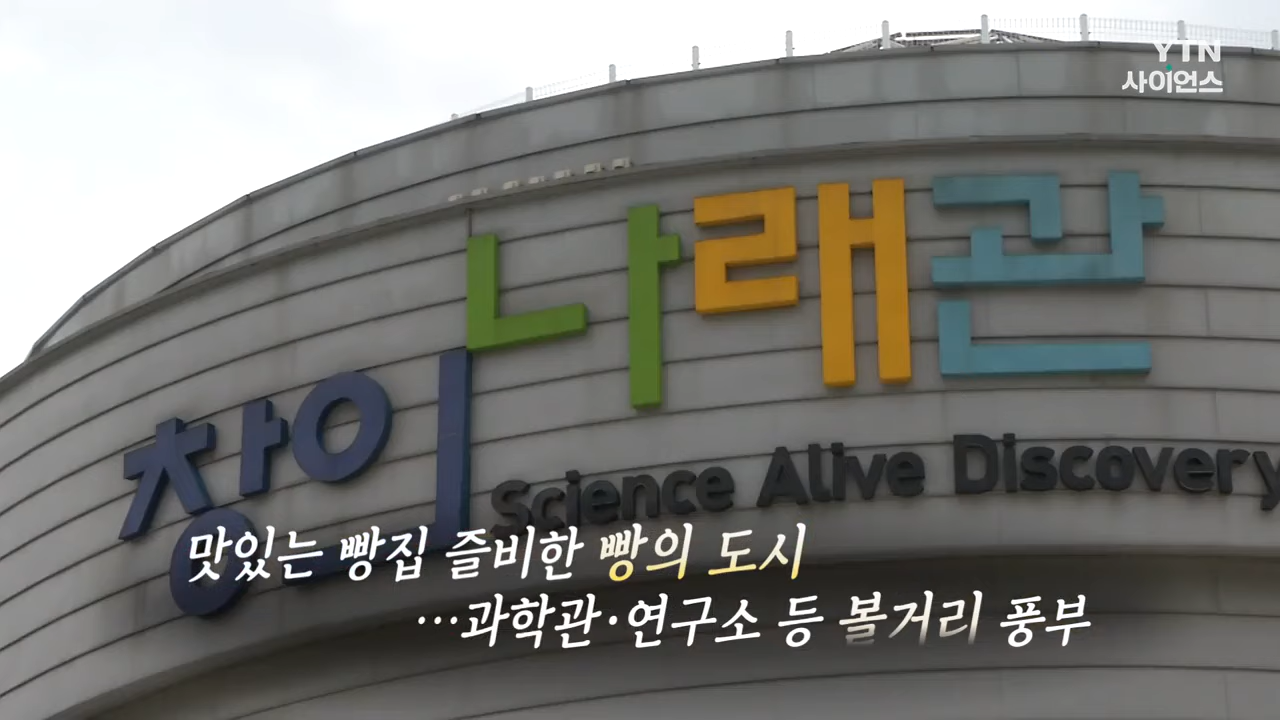 YTN
사이언스
창의나래관
Science Alive Discovery
맛있는 빵집 즐비한 빵의 도시
…과학관·연구소 등 볼거리 풍부